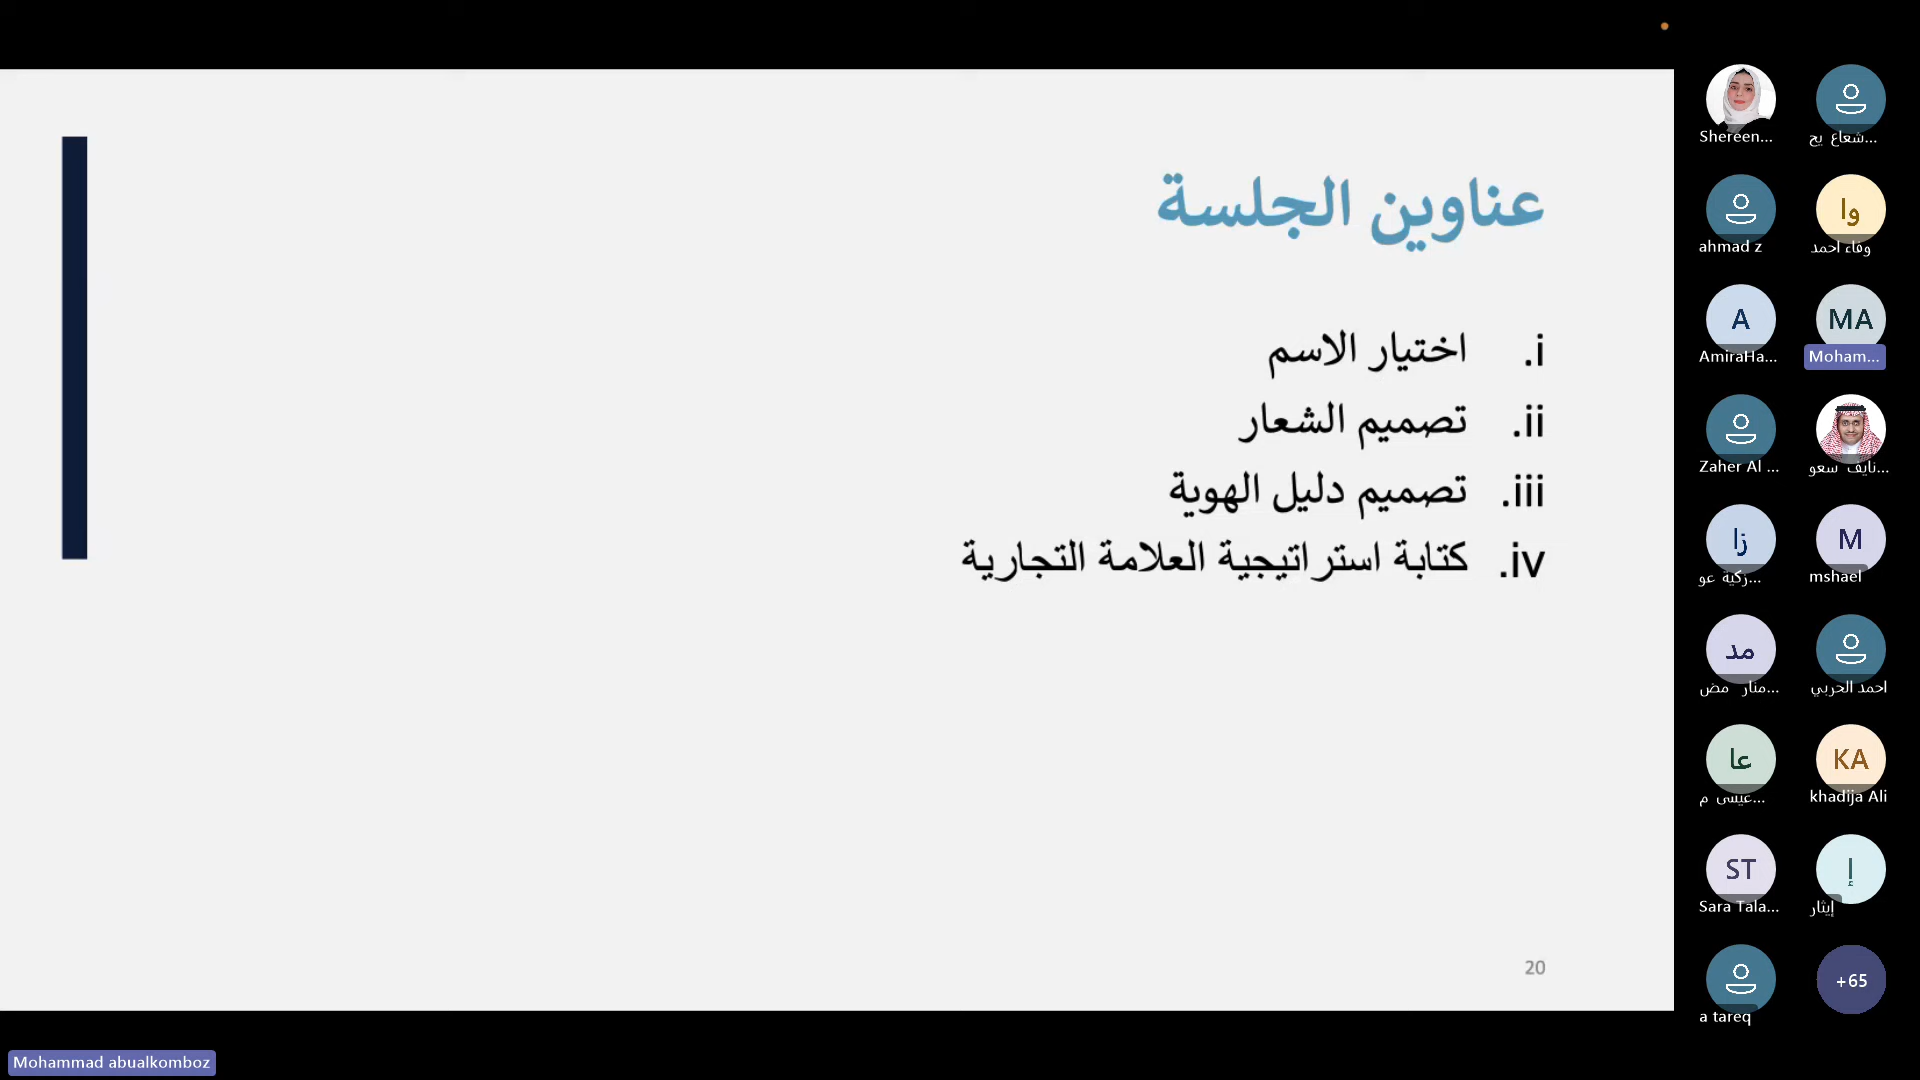 عناوين الجلسة
i. اختيار الاسم
ii. تصميم الشعار
iii. تصميم دليل الهوية
iv. كتابة استراتيجية العلامة التجارية
20
Shereen...
شعاع يح...
ahmad z
وا
وفاء احمد
A
AmiraHa...
MA
Moham...
Zaher Al ...
نايف سعو...
زا
زكية عو...
M
mshael
مد
منار مض...
احمد الحربي
عا
عيسى م...
KA
khadija Ali
ST
Sara Tala...
إ
إيثار
a tareq
+65
Mohammad abualkomboz